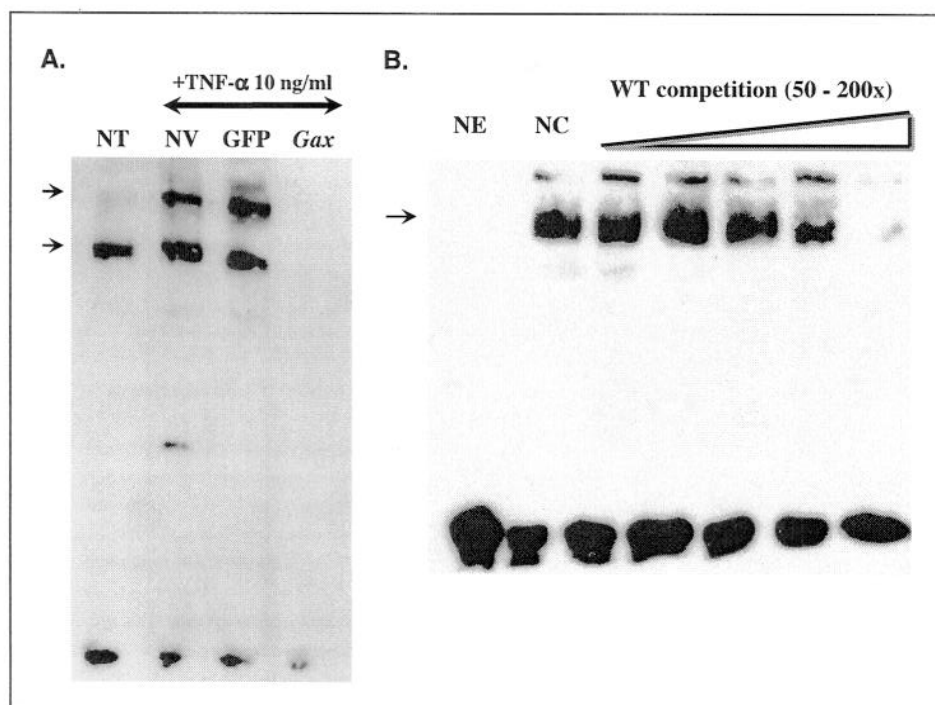 A.
+TNF-α 10 ng/ml
NT NV GFP Gax
B.
WT competition (50 - 200x)
NE NC